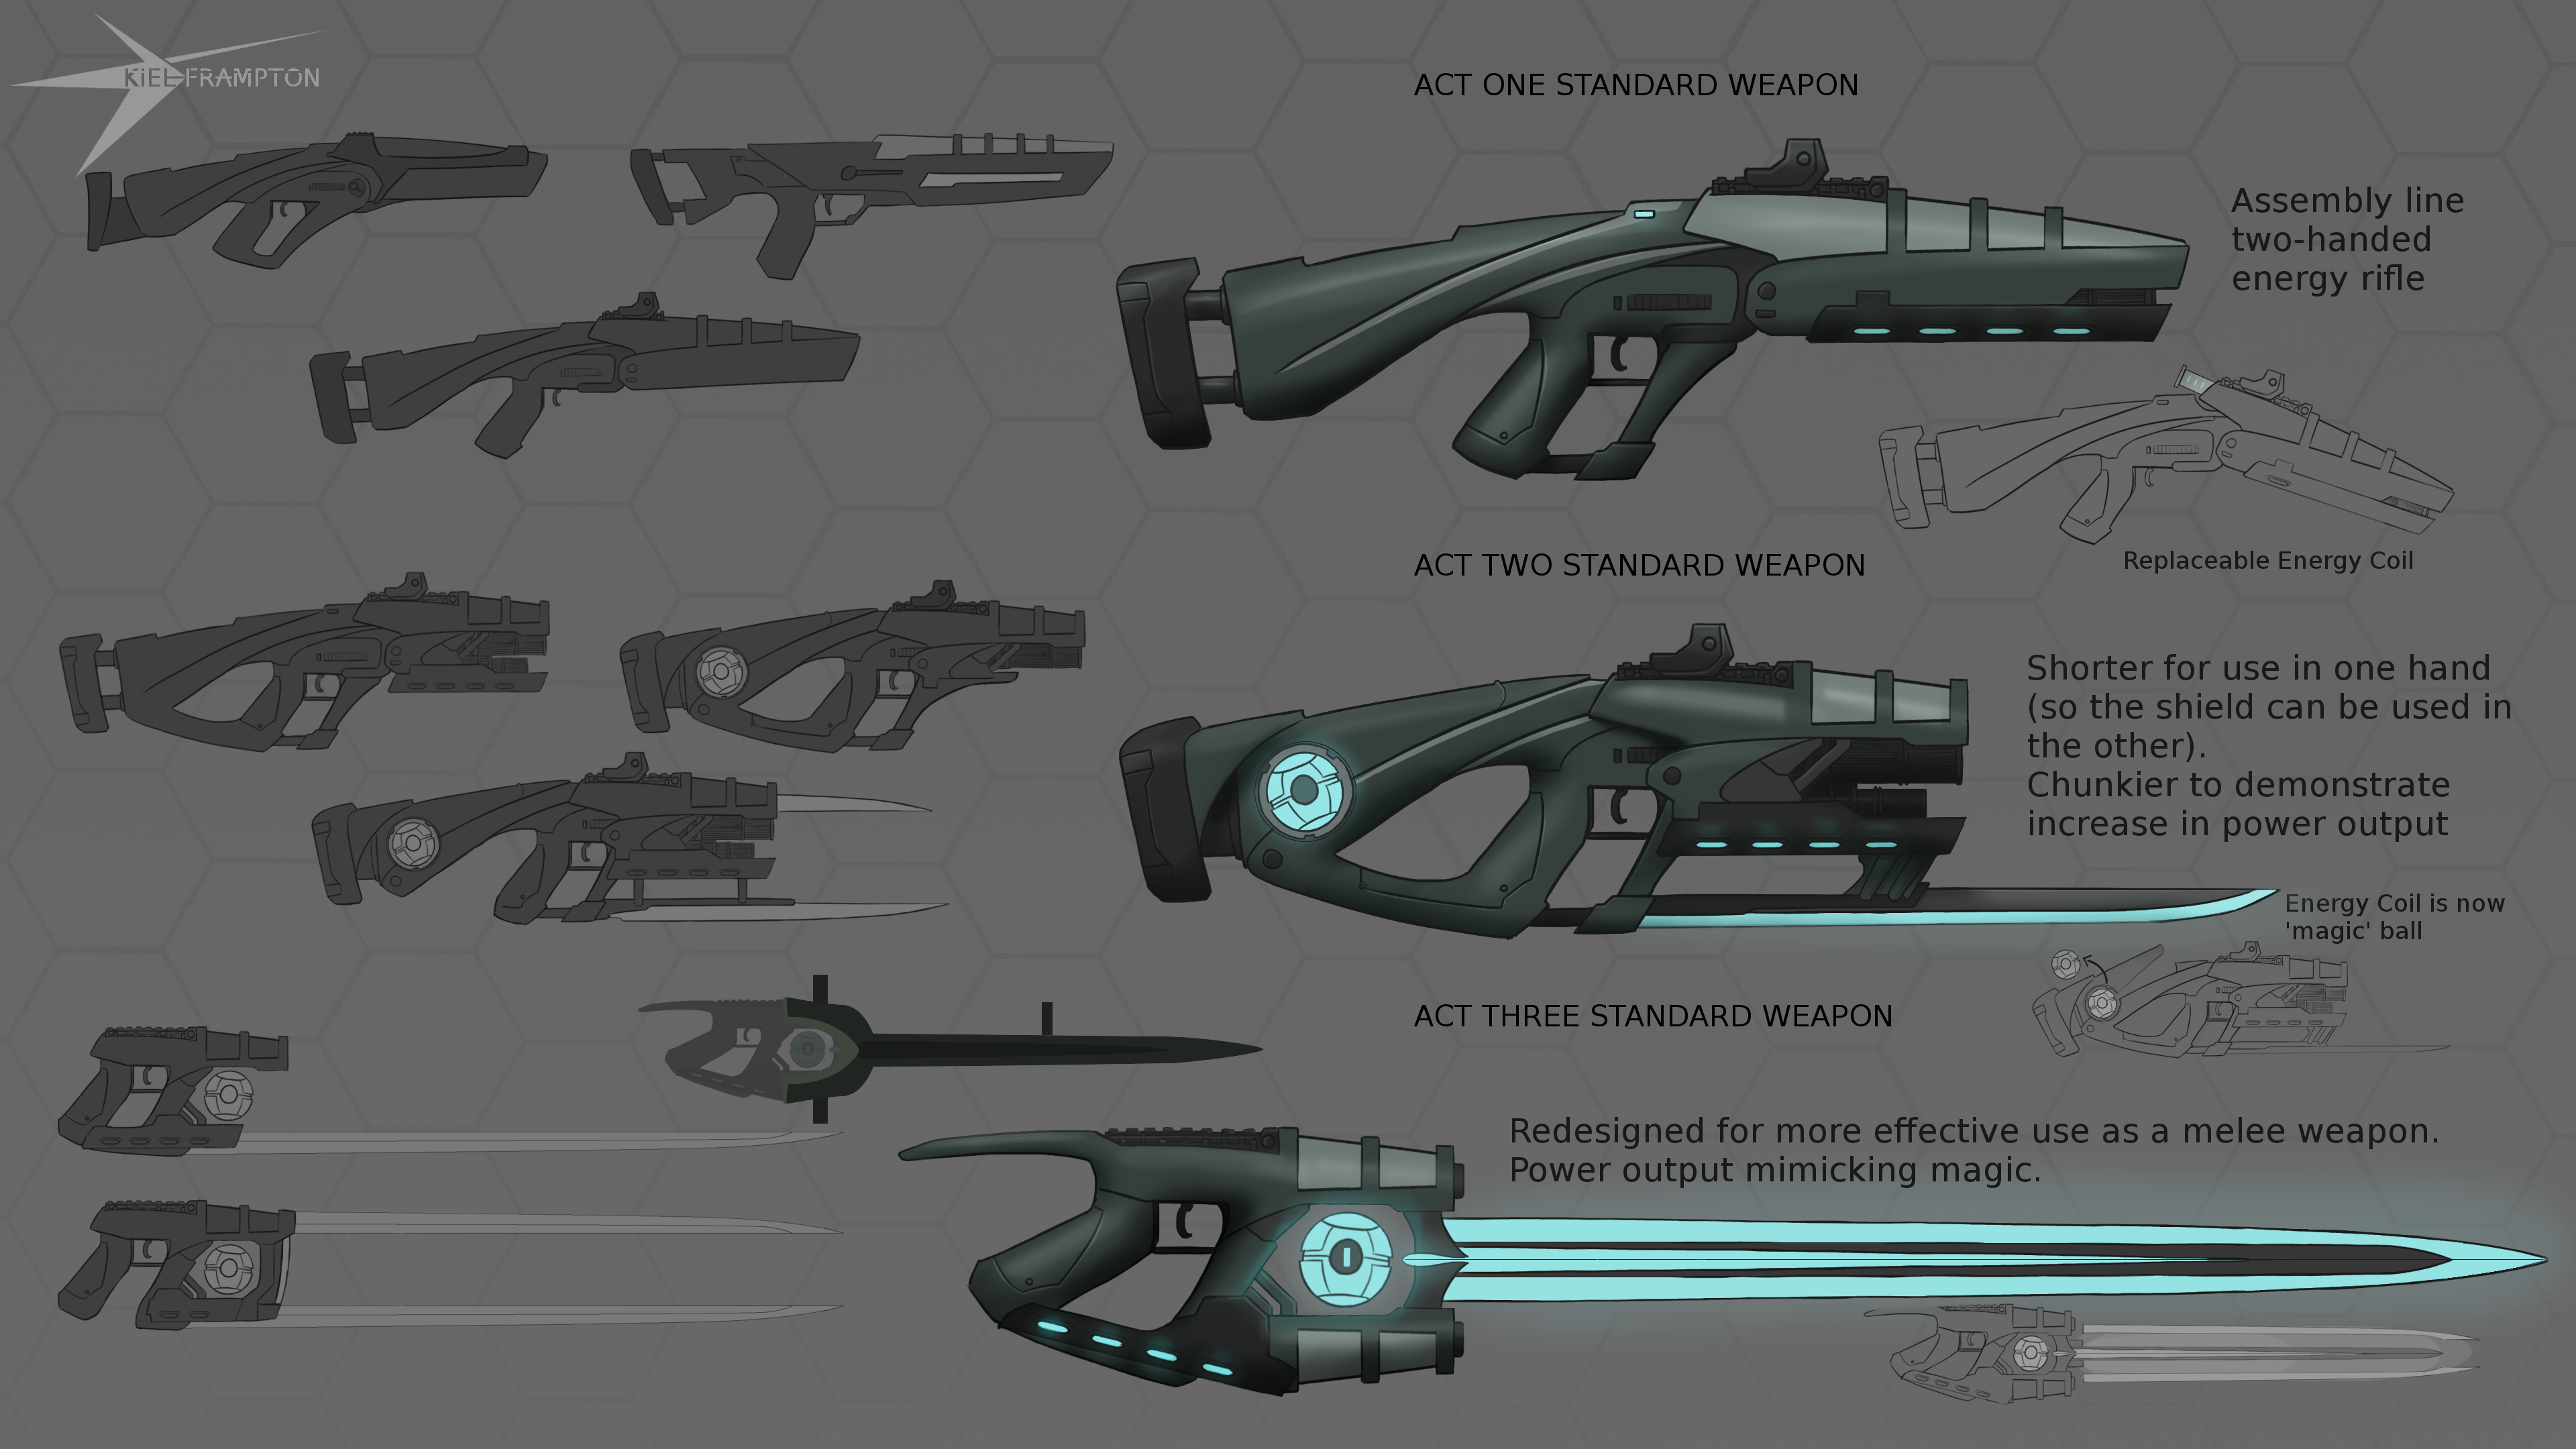 KiEL FRAMPTON
ACT ONE STANDARD WEAPON
Assembly line
two-handed
energy rifle
Replaceable Energy Coil
ACT TWO STANDARD WEAPON
Shorter for use in one hand
(so the shield can be used in
the other).
Chunkier to demonstrate
increase in power output
Energy Coil is now
'magic' ball
ACT THREE STANDARD WEAPON
Redesigned for more effective use as a melee weapon.
Power output mimicking magic.